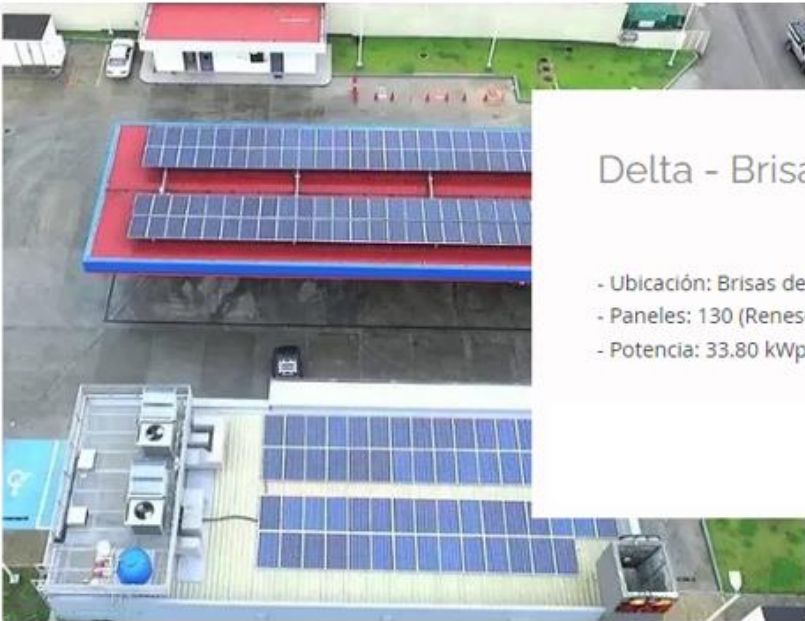 Delta - Brisa
- Ubicación: Brisas de
- Paneles: 130 (Renes
- Potencia: 33.80 kWp